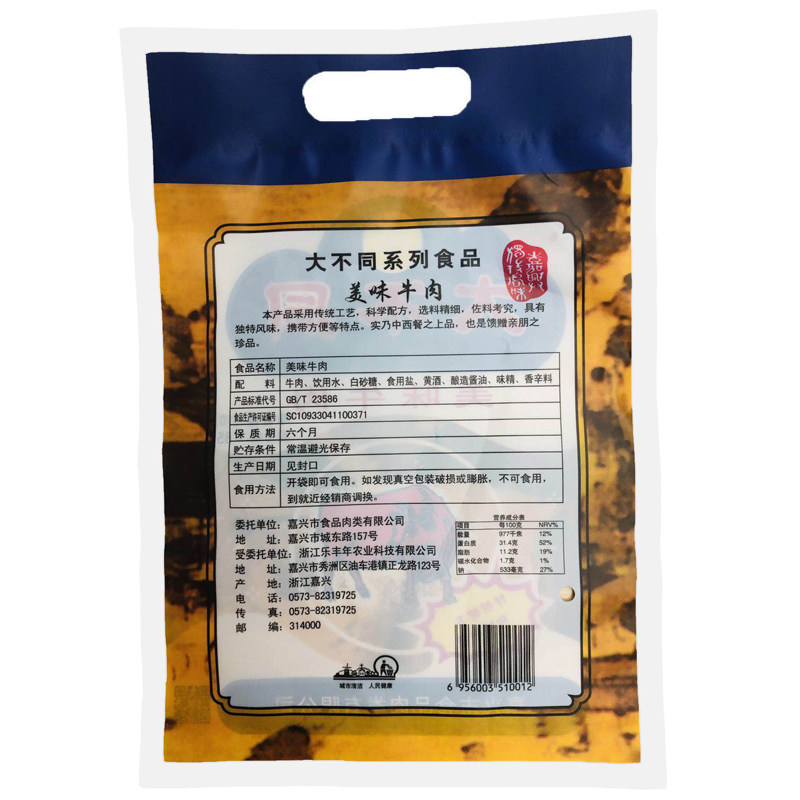 大不同系列食品
美味牛肉
本产品采用传统工艺，科学配方，选料精细，佐料考究，具有
独特风味，携带方便等特点。实乃中西餐之上品，也是馈赠亲朋之
珍品。
食品名称 美味牛肉
配 料 牛肉、饮用水、白砂糖、食用盐、黄酒、酿造酱油、味精、香辛料
产品标准代号 GB/T 23586
食品生产许可证编号 SC10933041100371
保 质 期 六个月
贮存条件 常温避光保存
生产日期 见封口
食用方法 开袋即可食用。如发现真空包装破损或膨胀，不可食用，
到就近经销商调换。
委托单位：嘉兴市食品肉类有限公司
地 址：嘉兴市城东路157号
受委托单位：浙江乐丰年农业科技有限公司
地 址：嘉兴市秀洲区油车港镇正龙路123号
产 地：浙江嘉兴
电 话：0573-82319725
传 真：0573-82319725
邮 编：314000
营养成分表
项目 每100克 NRV%
能量 977千焦 12%
蛋白质 31.4克 52%
脂肪 11.2克 19%
碳水化合物 1.7克 1%
钠 533毫克 27%
城市清洁 人民健康
6 956003 510012